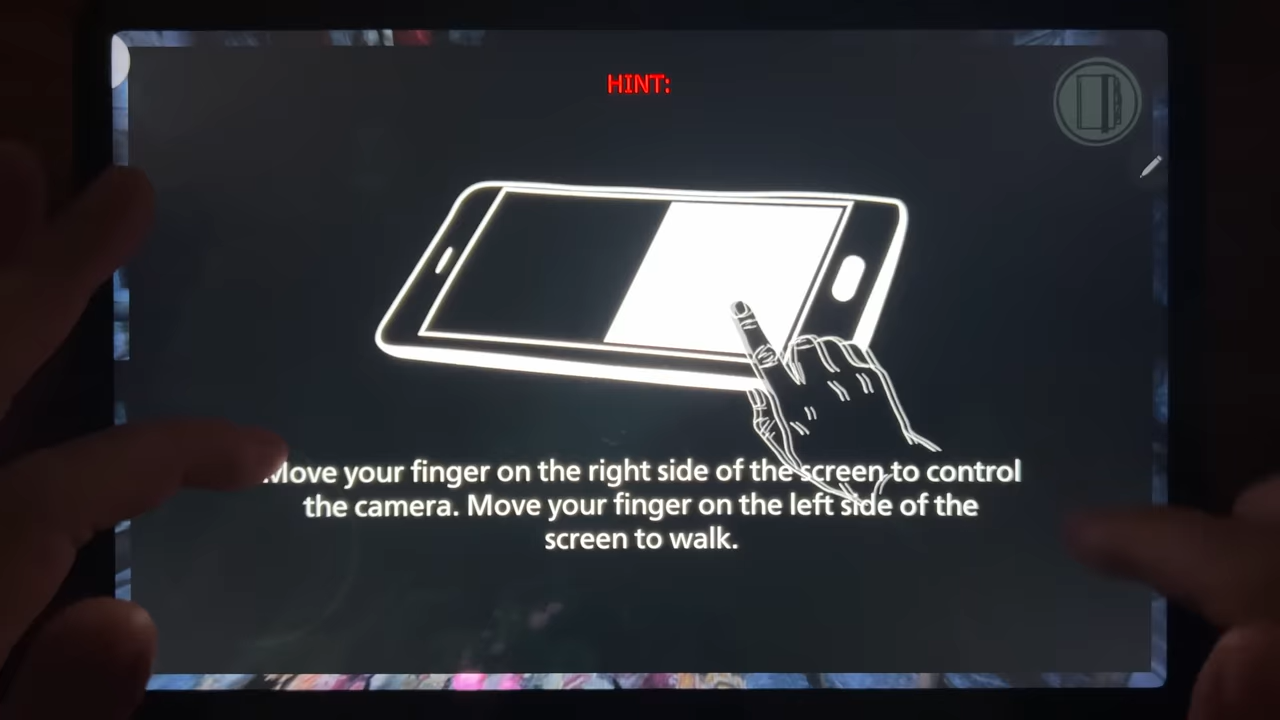 HINT:
Move your finger on the right side of the screen to control
the camera. Move your finger on the left side of the
screen to walk.